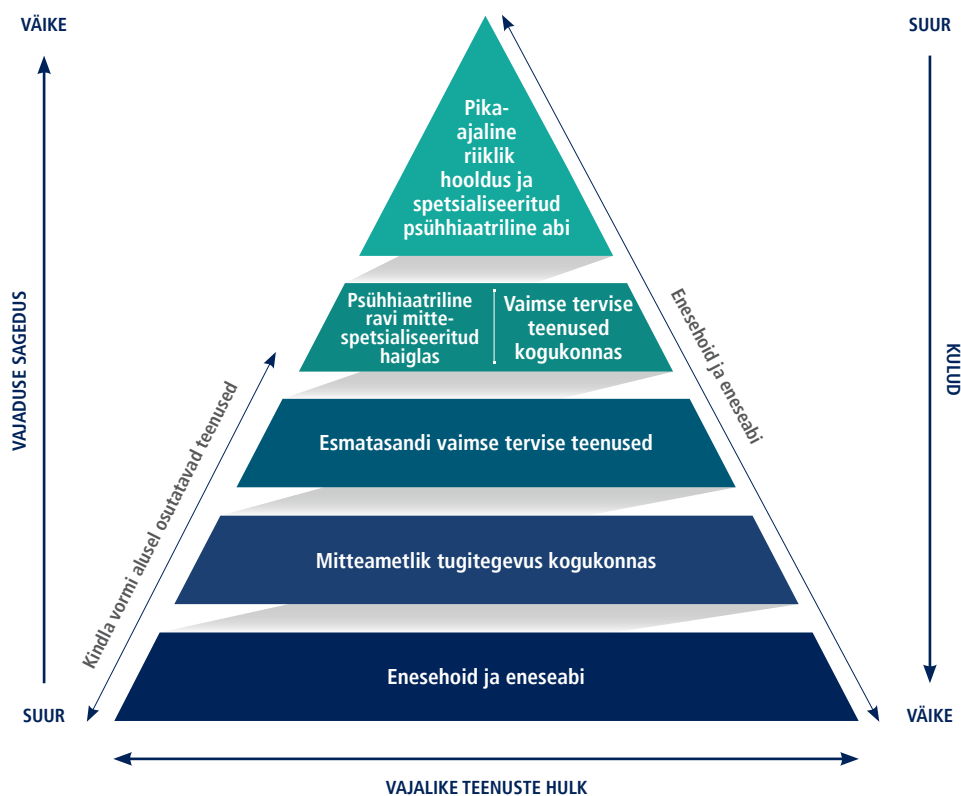 VÄIKE
SUUR
Pika-
ajaline
riiklik
hooldus ja
spetsialiseeritud
psühhiaatriline abi
Psühhiaatriline
ravi mitte-
spetsialiseeritud
haiglas
Vaimse tervise
teenused
kogukonnas
Esmatasandi vaimse tervise teenused
Mitteametlik tugitegevus kogukonnas
Enesehoid ja eneseabi
VAJADUSE SAGEDUS
Kindla vormi alusel osutatavad teenused
Enesehoid ja eneseabi
KULUD
SUUR
VÄIKE
VAJALIKE TEENUSTE HULK